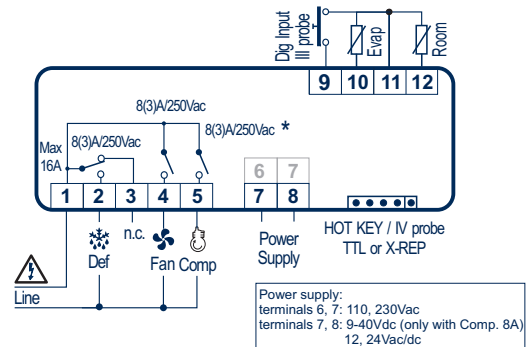 Dig Input
III probe
Evap
Room
9 10 11 12
8(3)A/250Vac
8(3)A/250Vac
8(3)A/250Vac *
Max
16A
6 7
1 2 3 4 5 7 8
n.c.
Def
Fan Comp
Power
Supply
HOT KEY / IV probe
TTL or X-REP
Line
Power supply:
terminals 6, 7: 110, 230Vac
terminals 7, 8: 9-40Vdc (only with Comp. 8A)
12, 24Vac/dc